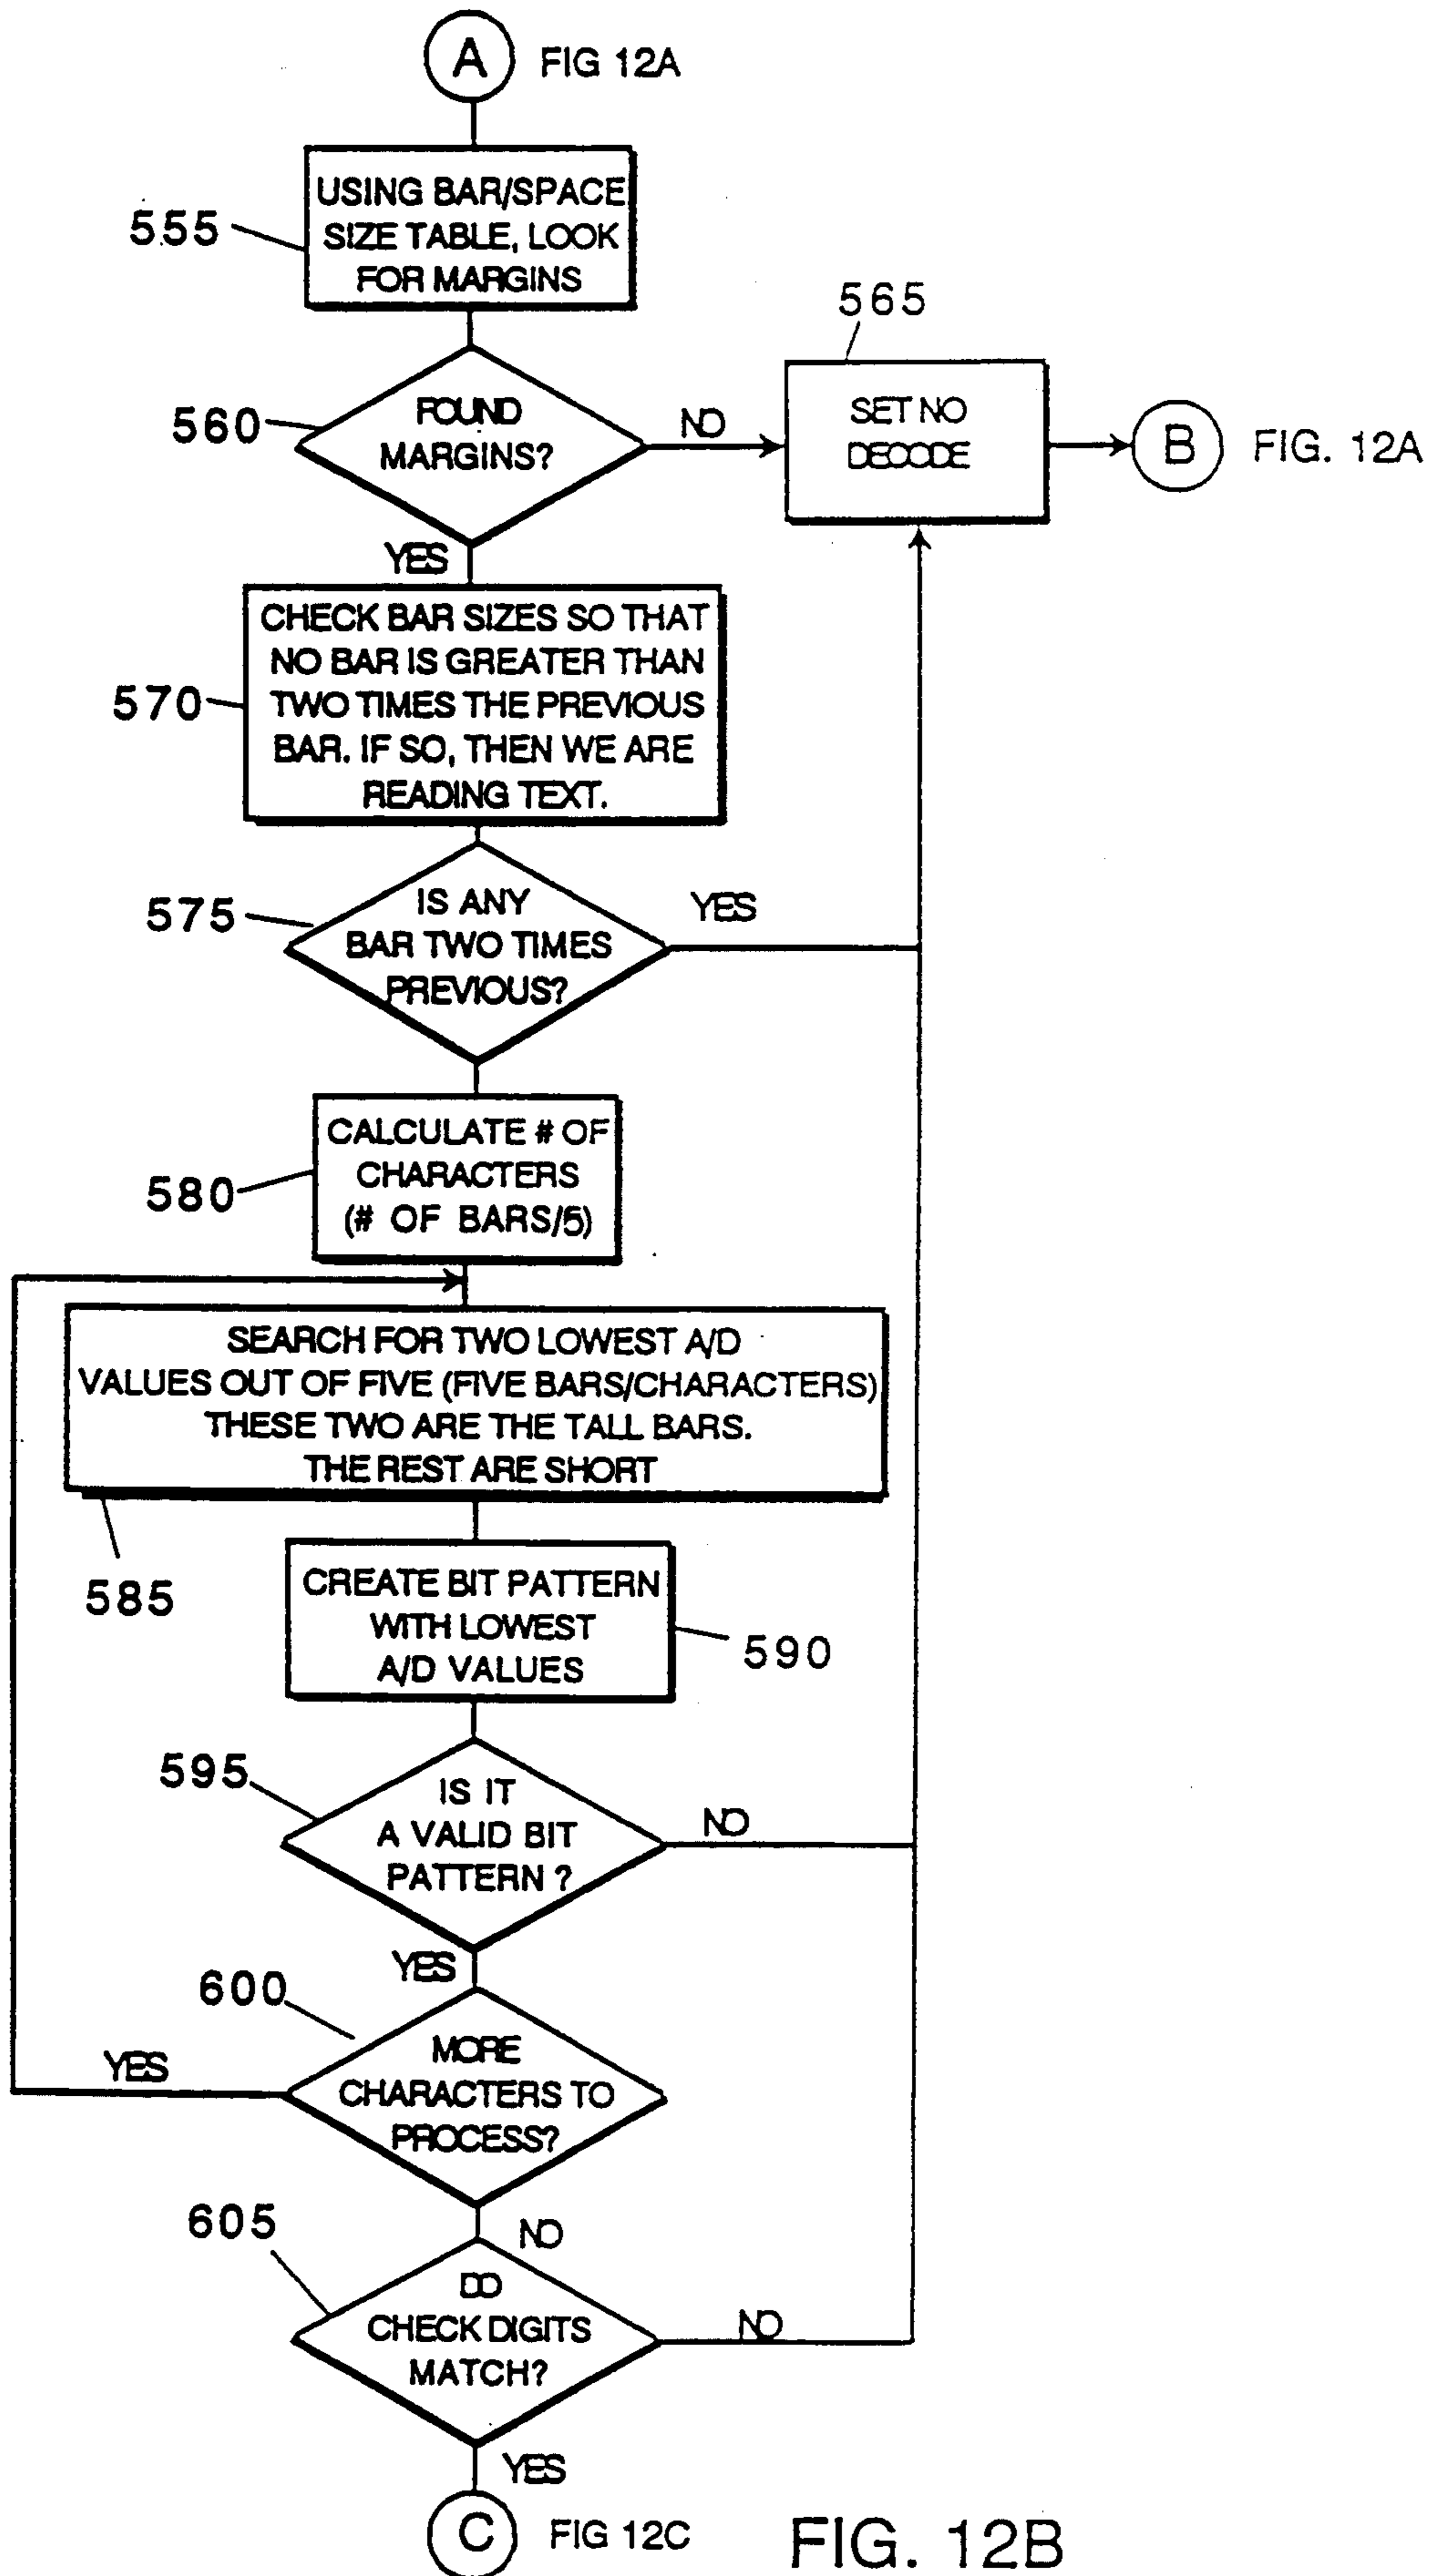 A FIG 12A
USING BAR/SPACE
SIZE TABLE, LOOK
FOR MARGINS
555
565
FOUND
MARGINS?
560
NO
SET NO
DECODE
B FIG. 12A
YES
CHECK BAR SIZES SO THAT
NO BAR IS GREATER THAN
TWO TIMES THE PREVIOUS
BAR. IF SO, THEN WE ARE
READING TEXT.
570
IS ANY
BAR TWO TIMES
PREVIOUS?
575
YES
CALCULATE # OF
CHARACTERS
(# OF BARS/5)
580
SEARCH FOR TWO LOWEST A/D
VALUES OUT OF FIVE (FIVE BARS/CHARACTERS)
THESE TWO ARE THE TALL BARS.
THE REST ARE SHORT
585
CREATE BIT PATTERN
WITH LOWEST
A/D VALUES
590
595
IS IT
A VALID BIT
PATTERN ?
NO
YES
600
MORE
CHARACTERS TO
PROCESS?
YES
NO
605
DO
CHECK DIGITS
MATCH?
NO
YES
C FIG 12C
FIG. 12B